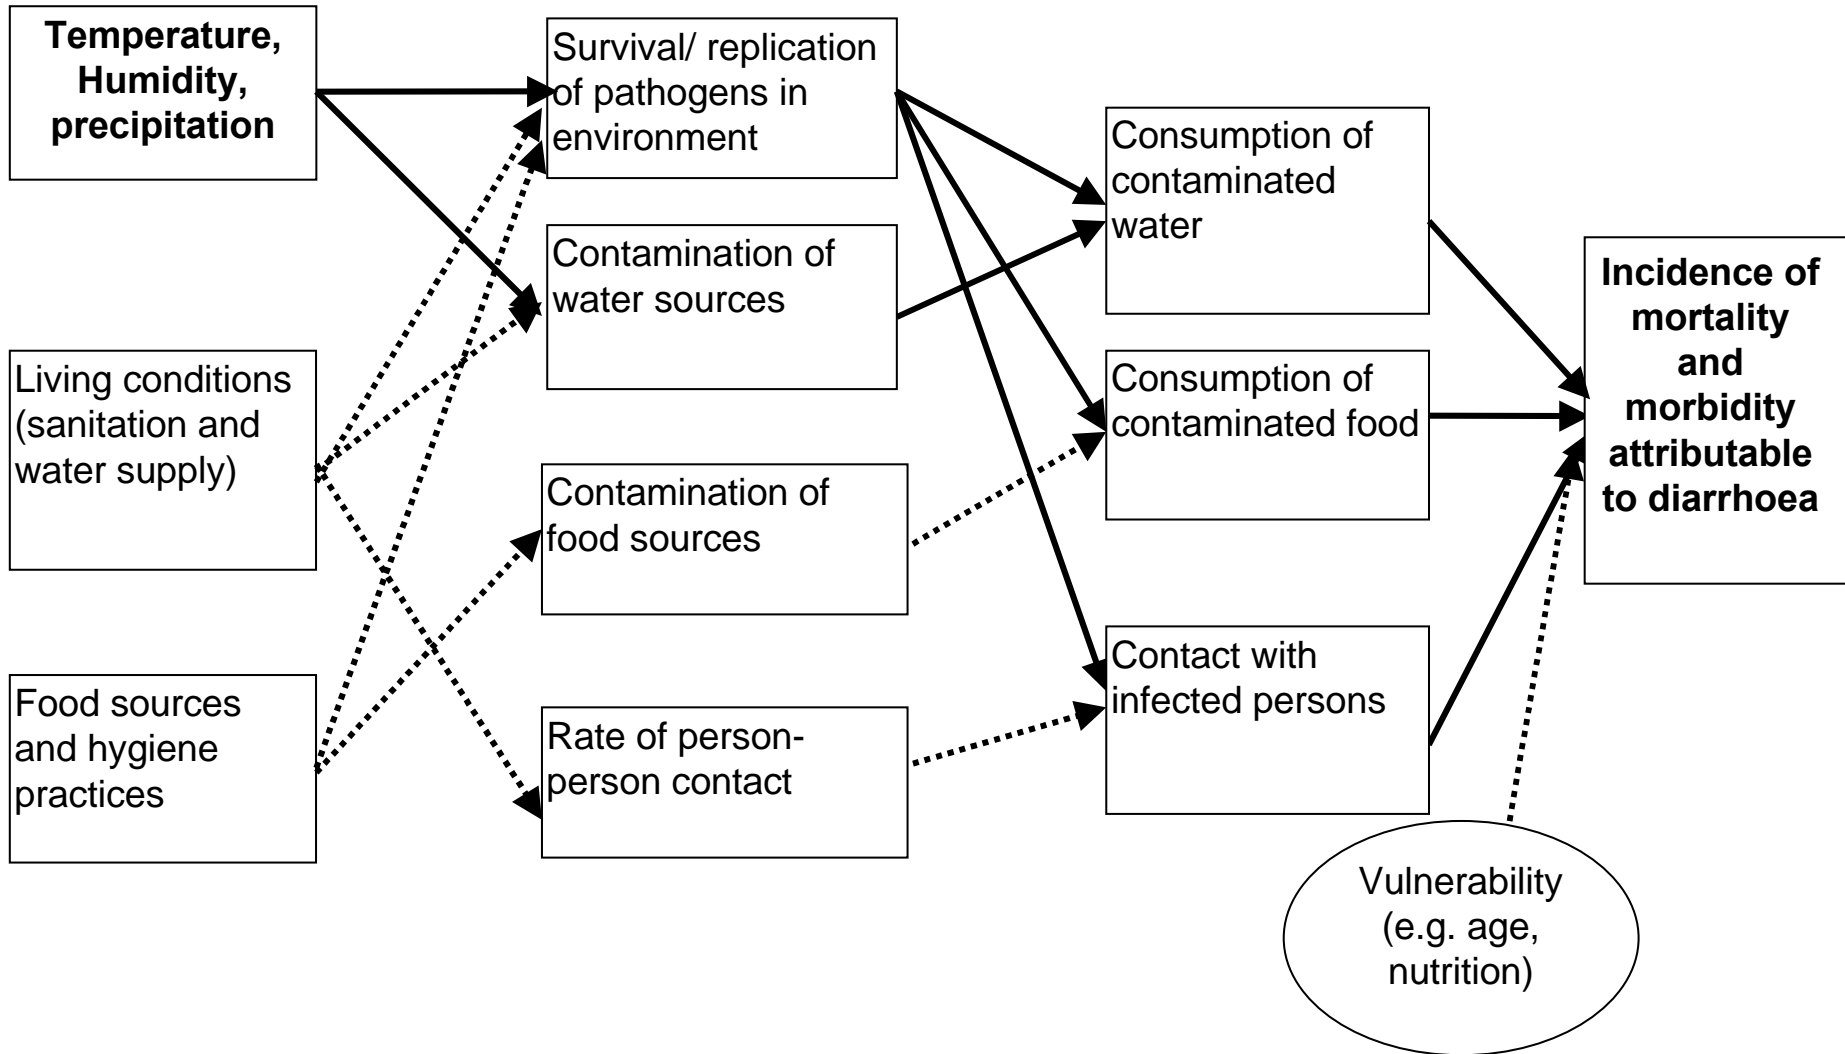 Temperature,
Humidity,
precipitation
Survival/ replication
of pathogens in
environment
Consumption of
contaminated
water
Contamination of
water sources
Incidence of
mortality
and
morbidity
attributable
to diarrhoea
Living conditions
(sanitation and
water supply)
Consumption of
contaminated food
Contamination of
food sources
Contact with
infected persons
Food sources
and hygiene
practices
Rate of person-
person contact
Vulnerability
(e.g. age,
nutrition)